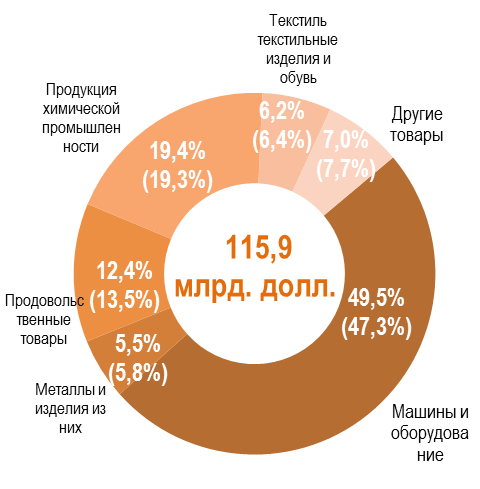 Текстиль
текстильные
изделия и
обувь
6,2%
(6,4%)
Другие
товары
7,0%
(7,7%)
Продукция
химической
промышлен
ности
19,4%
(19,3%)
115,9
млрд. долл.
12,4%
(13,5%)
Продовольс
твенные
товары
49,5%
(47,3%)
5,5%
(5,8%)
Металлы и
изделия из
них
Машины и
оборудова
ние